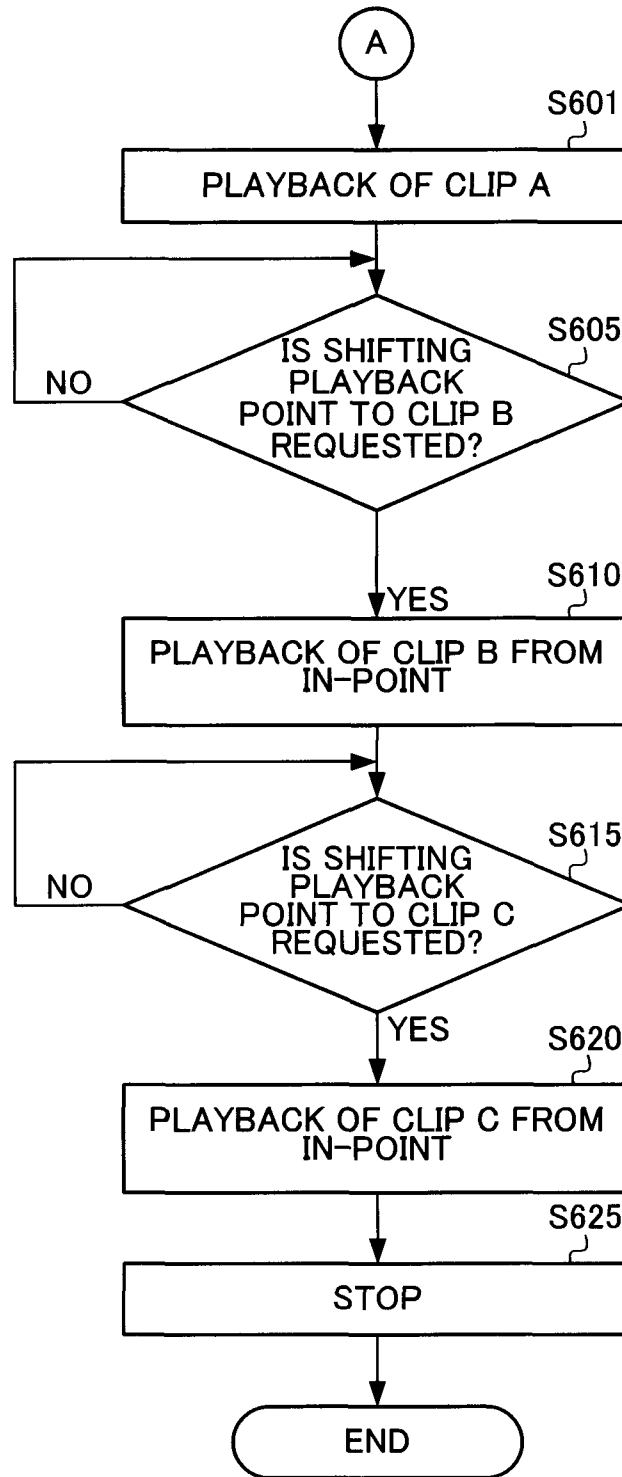 A
S601
PLAYBACK OF CLIP A
S605
IS SHIFTING
PLAYBACK
POINT TO CLIP B
REQUESTED?
NO
YES
S610
PLAYBACK OF CLIP B FROM
IN-POINT
S615
IS SHIFTING
PLAYBACK
POINT TO CLIP C
REQUESTED?
NO
YES
S620
PLAYBACK OF CLIP C FROM
IN-POINT
S625
STOP
END